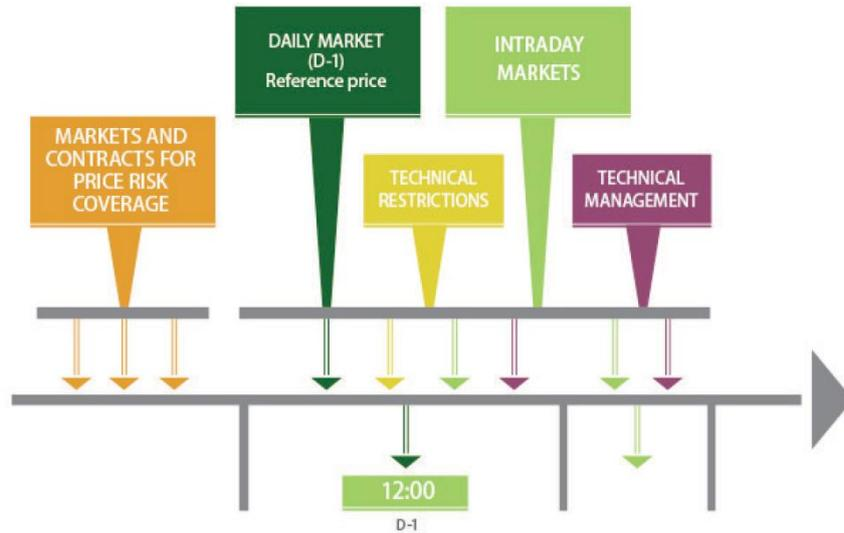 DAILY MARKET
(D-1)
Reference price
INTRADAY
MARKETS
MARKETS AND
CONTRACTS FOR
PRICE RISK
COVERAGE
TECHNICAL
RESTRICTIONS
TECHNICAL
MANAGEMENT
12:00
D-1